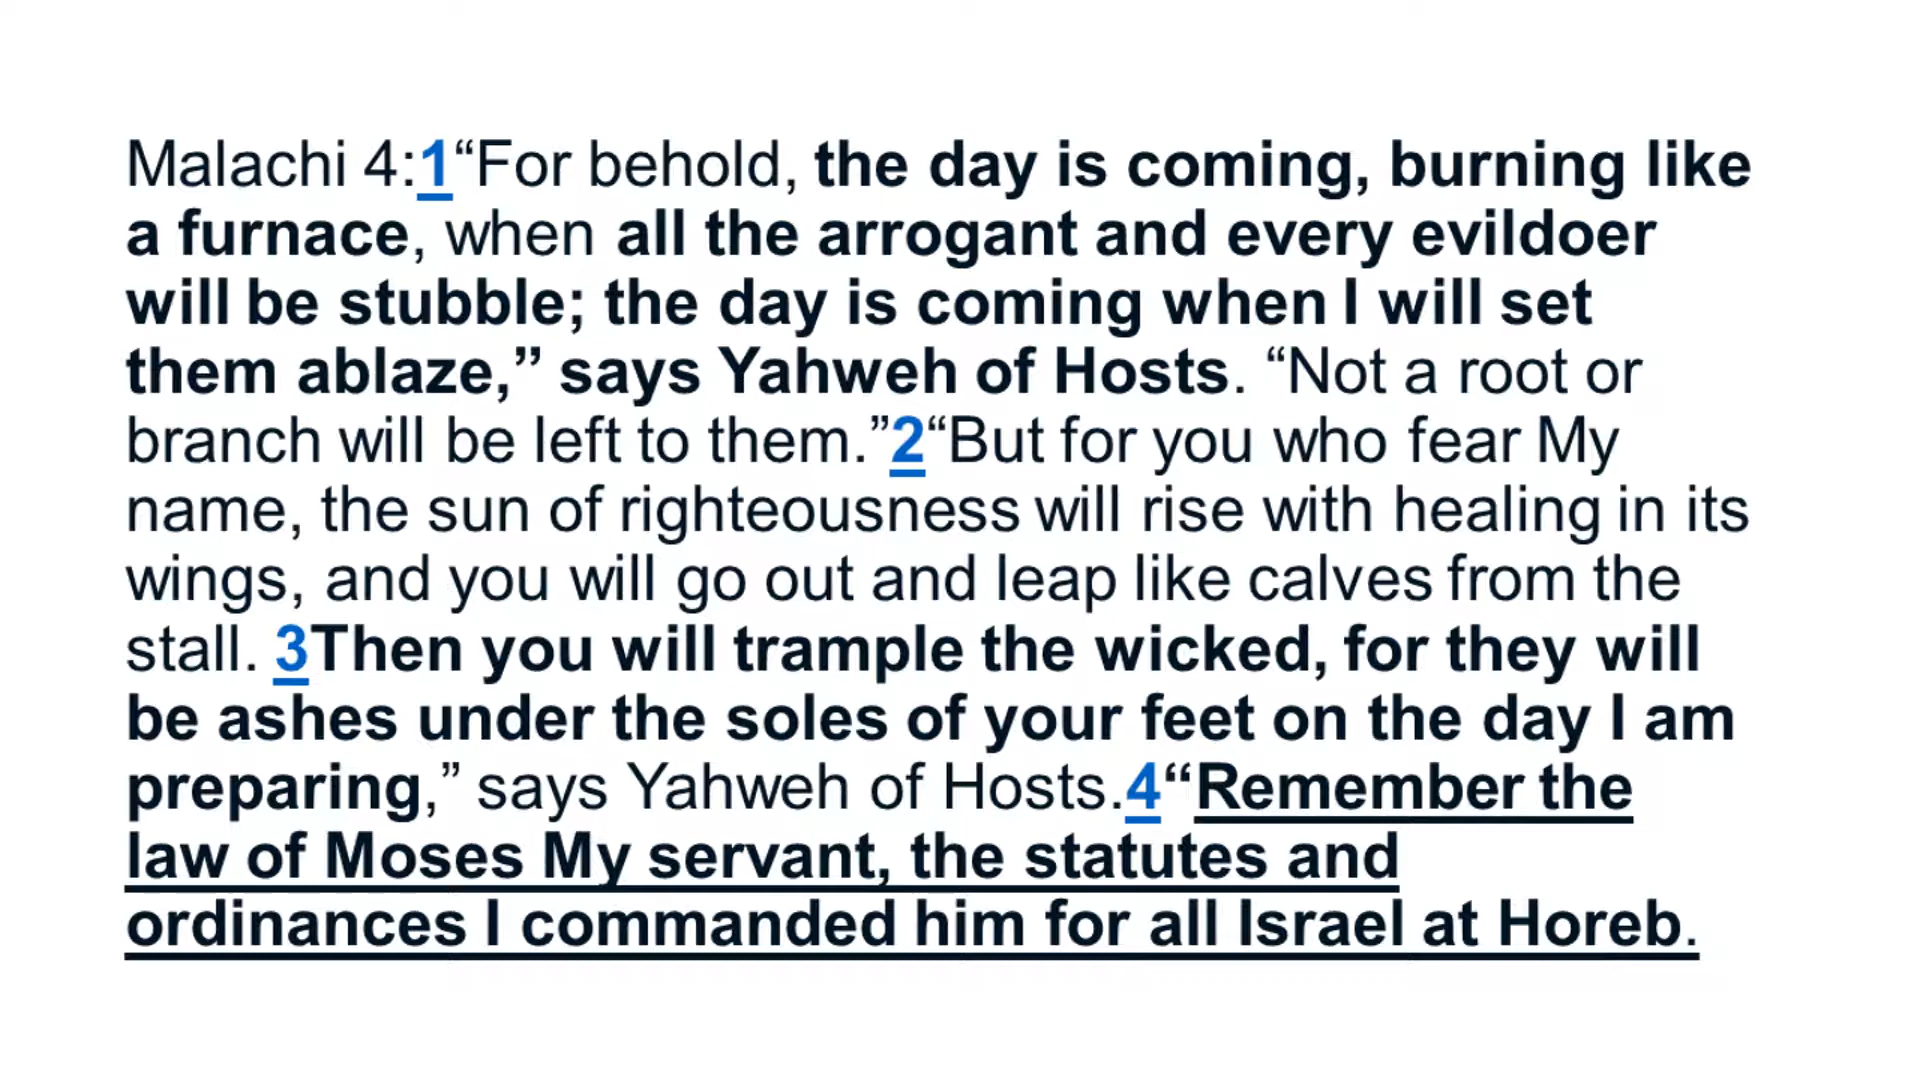 Malachi 4:1“For behold, the day is coming, burning like
a furnace, when all the arrogant and every evildoer
will be stubble; the day is coming when I will set
them ablaze,” says Yahweh of Hosts. “Not a root or
branch will be left to them.”2“But for you who fear My
name, the sun of righteousness will rise with healing in its
wings, and you will go out and leap like calves from the
stall. 3Then you will trample the wicked, for they will
be ashes under the soles of your feet on the day I am
preparing,” says Yahweh of Hosts.4“Remember the
law of Moses My servant, the statutes and
ordinances I commanded him for all Israel at Horeb.